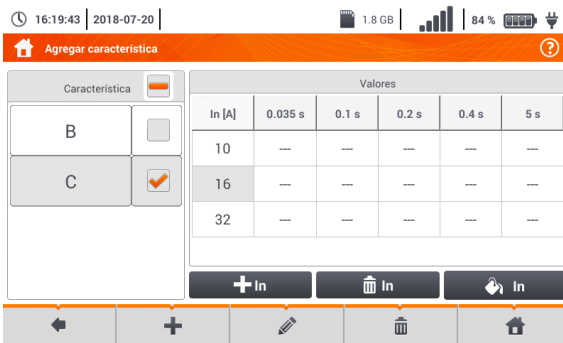 16:19:43 2018-07-20 1.8 GB 84 %
Agregar característica ?
Característica
B
C
Valores
In [A] 0.035 s 0.1 s 0.2 s 0.4 s 5 s
10 --- --- --- --- ---
16 --- --- --- --- ---
32 --- --- --- --- ---
In In In